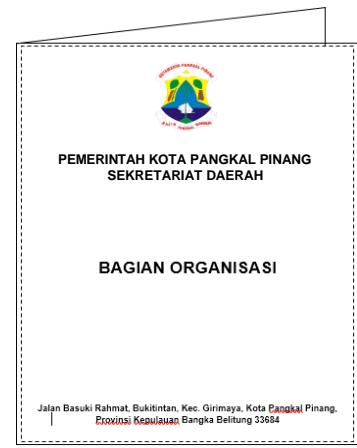 PEMERINTAH KOTA PANGKAL PINANG
SEKRETARIAT DAERAH
BAGIAN ORGANISASI
Jalan Basuki Rahmat, Bukitintan, Kec. Girimaya, Kota Pangkal Pinang,
Provinsi Kepulauan Bangka Belitung 33684